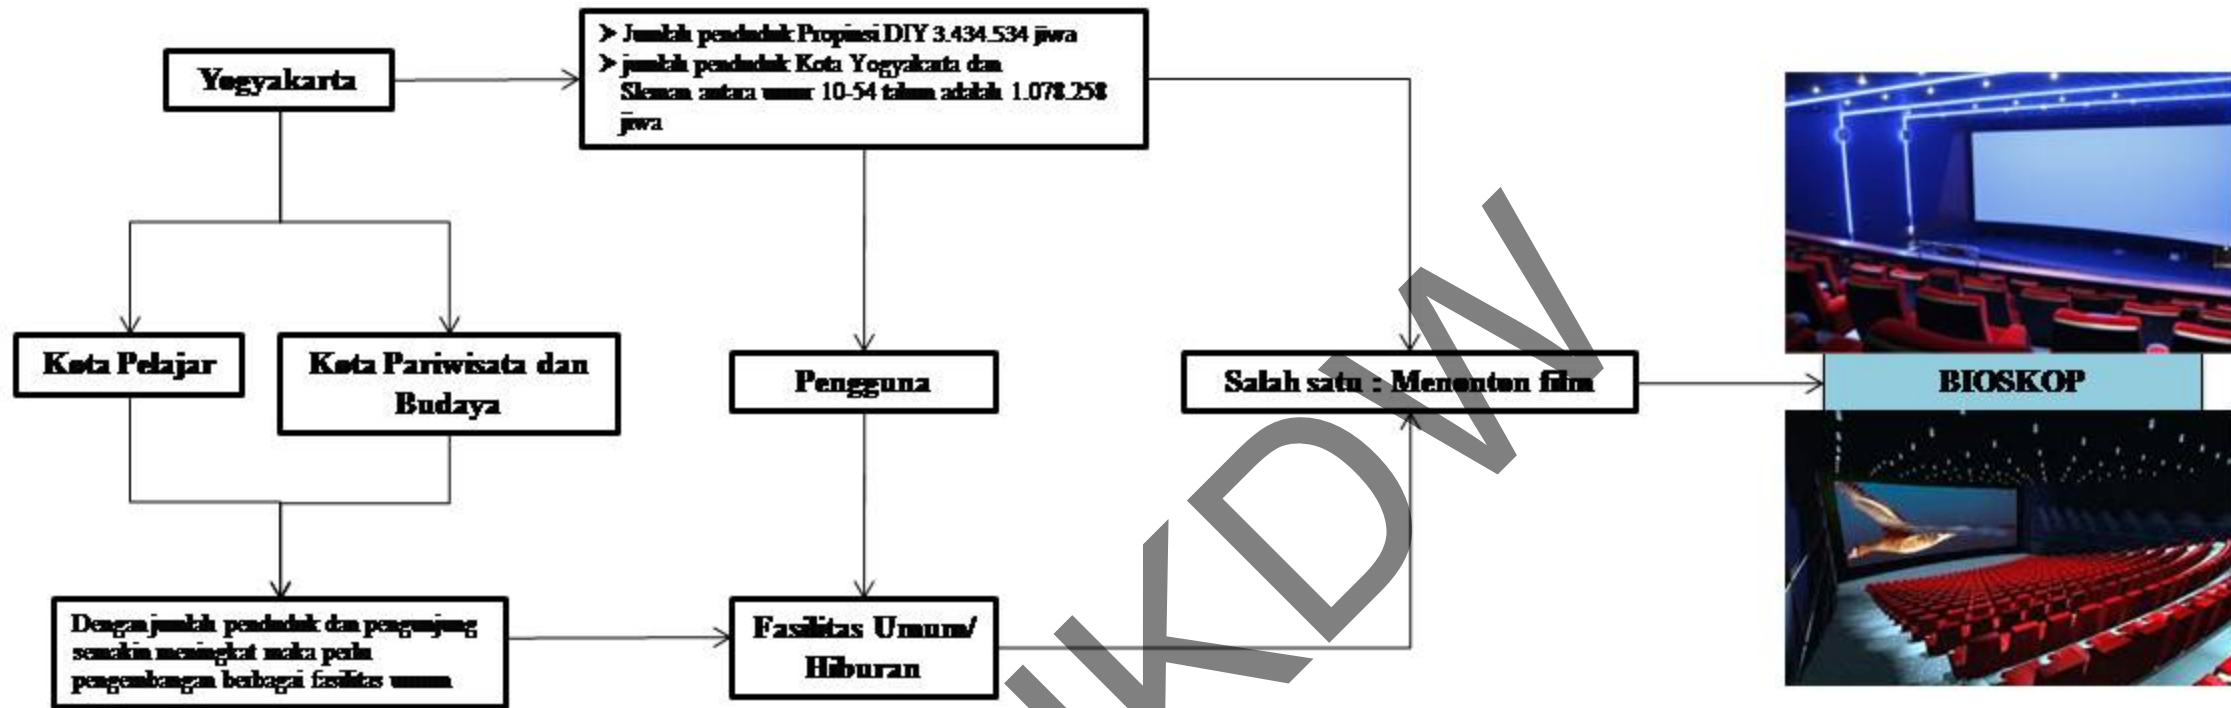 Yogyakarta
➢ Jumlah penduduk Propinsi DIY 3.434.534 jiwa
➢ jumlah penduduk Kota Yogyakarta dan
Sleman antara umur 10-54 tahun adalah 1.078.258
jiwa
Kota Pelajar
Kota Pariwisata dan
Budaya
Pengguna
Salah satu : Menonton film
BIOSKOP
Dengan jumlah penduduk dan pengunjung
semakin meningkat maka perlu
pengembangan berbagai fasilitas umum
Fasilitas Umum/
Hiburan
UKDW